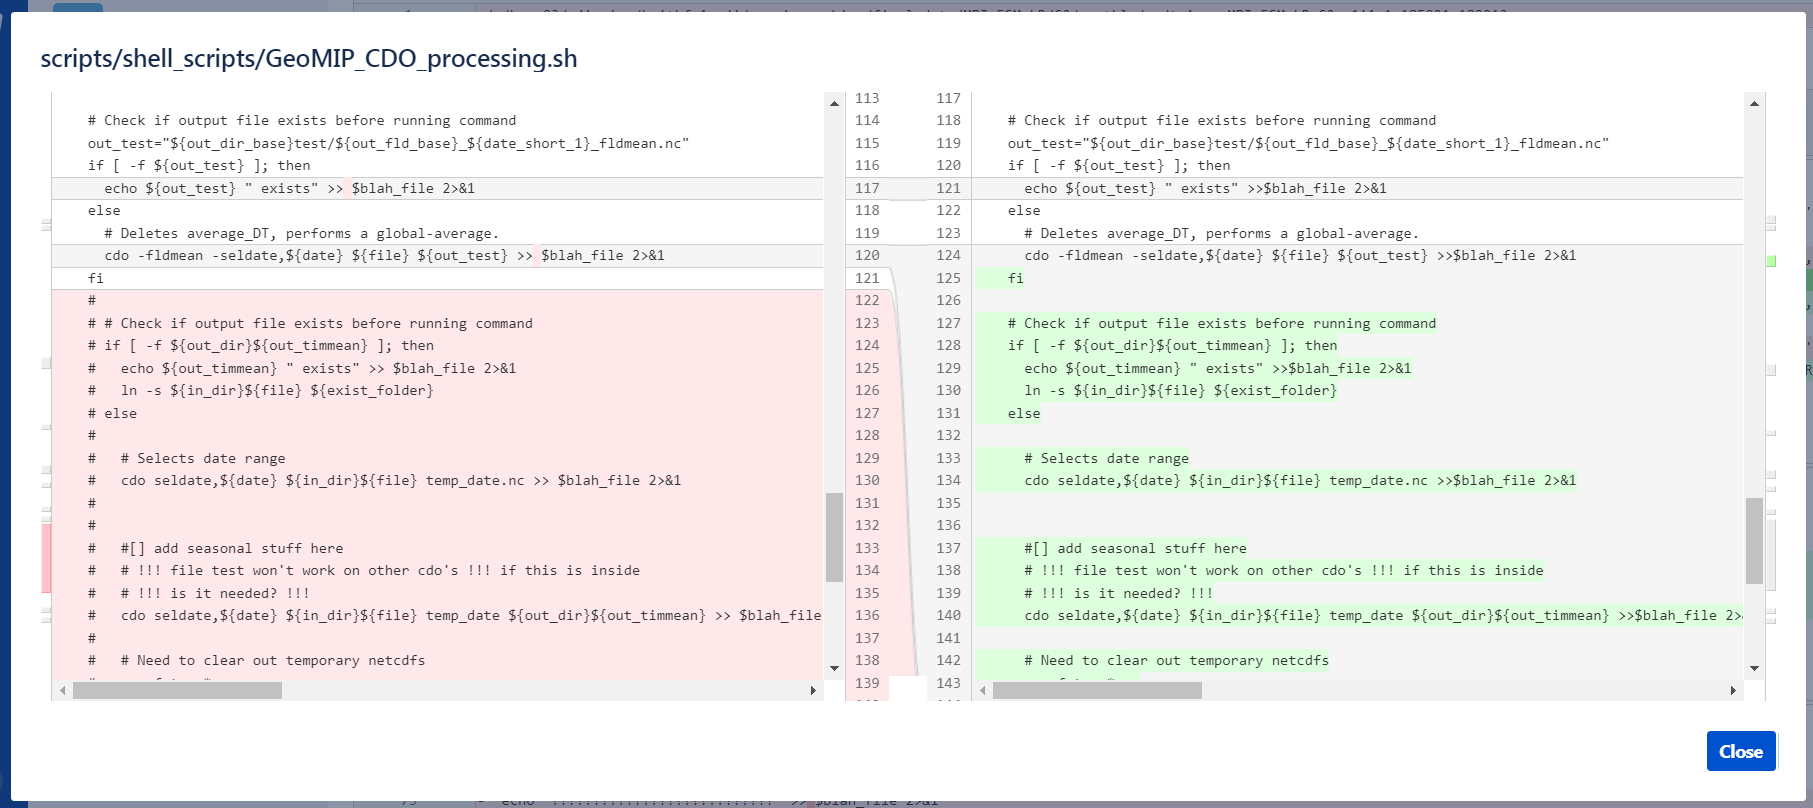 scripts/shell_scripts/GeoMIP_CDO_processing.sh
113 117
# Check if output file exists before running command 114 118 # Check if output file exists before running command
out_test="${out_dir_base}test/${out_fld_base}_${date_short_1}_fldmean.nc" 115 119 out_test="${out_dir_base}test/${out_fld_base}_${date_short_1}_fldmean.nc"
if [ -f ${out_test} ]; then 116 120 if [ -f ${out_test} ]; then
echo ${out_test} " exists" >> $blah_file 2>&1 117 121 echo ${out_test} " exists" >>$blah_file 2>&1
else 118 122 else
# Deletes average_DT, performs a global-average. 119 123 # Deletes average_DT, performs a global-average.
cdo -fldmean -seldate,${date} ${file} ${out_test} >> $blah_file 2>&1 120 124 cdo -fldmean -seldate,${date} ${file} ${out_test} >>$blah_file 2>&1
fi 121 125 fi
# 122 126
# # Check if output file exists before running command 123 127 # Check if output file exists before running command
# if [ -f ${out_dir}${out_timmean} ]; then 124 128 if [ -f ${out_dir}${out_timmean} ]; then
# echo ${out_timmean} " exists" >> $blah_file 2>&1 125 129 echo ${out_timmean} " exists" >>$blah_file 2>&1
# ln -s ${in_dir}${file} ${exist_folder} 126 130 ln -s ${in_dir}${file} ${exist_folder}
# else 127 131 else
# 128 132
# # Selects date range 129 133 # Selects date range
# cdo seldate,${date} ${in_dir}${file} temp_date.nc >> $blah_file 2>&1 130 134 cdo seldate,${date} ${in_dir}${file} temp_date.nc >>$blah_file 2>&1
# 131 135
# 132 136
# #[] add seasonal stuff here 133 137 #[] add seasonal stuff here
# # !!! file test won't work on other cdo's !!! if this is inside 134 138 # !!! file test won't work on other cdo's !!! if this is inside
# # !!! is it needed? !!! 135 139 # !!! is it needed? !!!
# cdo seldate,${date} ${in_dir}${file} temp_date ${out_dir}${out_timmean} >> $blah_file 136 140 cdo seldate,${date} ${in_dir}${file} temp_date ${out_dir}${out_timmean} >>$blah_file 2>
# 137 141
# # Need to clear out temporary netcdfs 138 142 # Need to clear out temporary netcdfs
139 143
Close